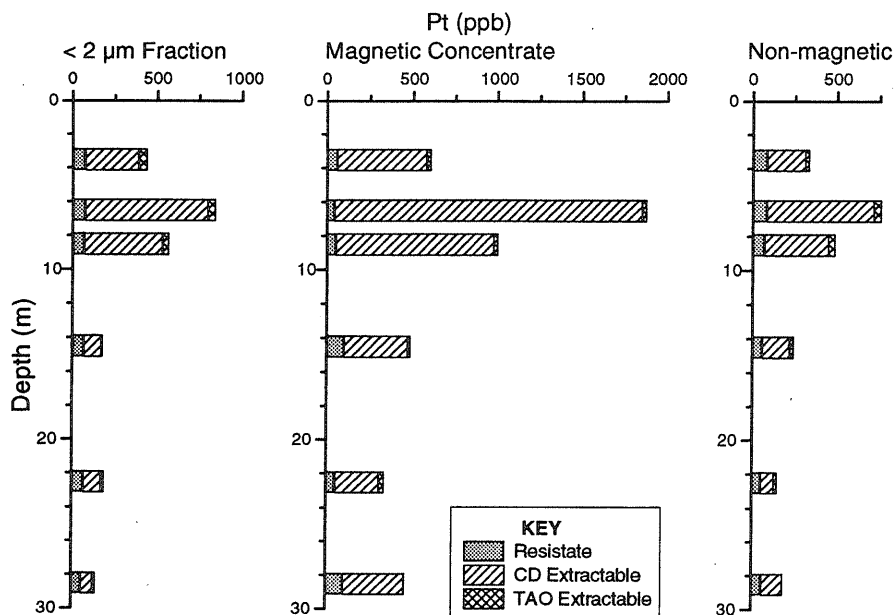 Pt (ppb)
< 2 µm Fraction
Magnetic Concentrate
Non-magnetic
0 500 1000
0 500 1000 1500 2000
0 500
Depth (m)
0
10
20
30
0
10
20
30
0
10
20
30
KEY
Resistate
CD Extractable
TAO Extractable